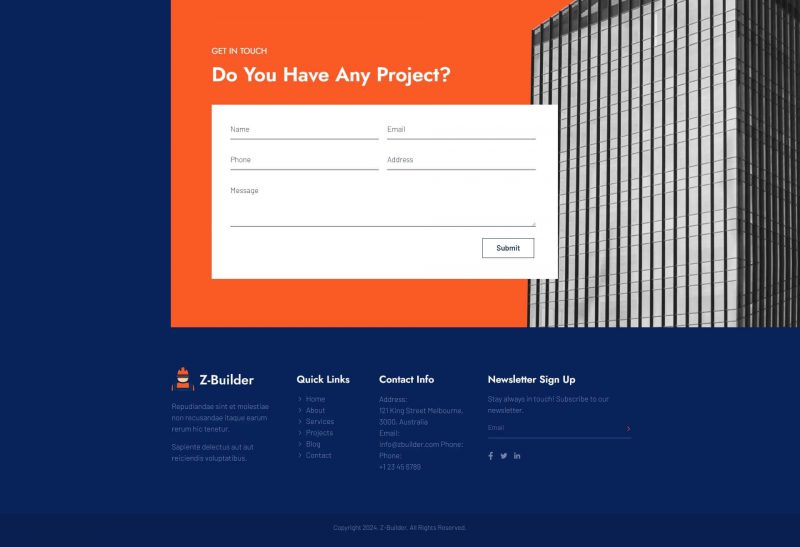 GET IN TOUCH
Do You Have Any Project?
Name
Email
Phone
Address
Message
Submit
Z-Builder
Repudiandae sint et molestiae
non recusandae itaque earum
rerum hic tenetur.
Sapiente delectus aut aut
reiciendis voluptatibus.
Quick Links
Home
About
Services
Projects
Blog
Contact
Contact Info
Address:
121 King Street Melbourne,
3000, Australia
Email:
info@zbuilder.com Phone:
Phone:
+1 23 45 6789
Newsletter Sign Up
Stay always in touch! Subscribe to our
newsletter.
Email
Copyright 2024. Z-Builder. All Rights Reserved.